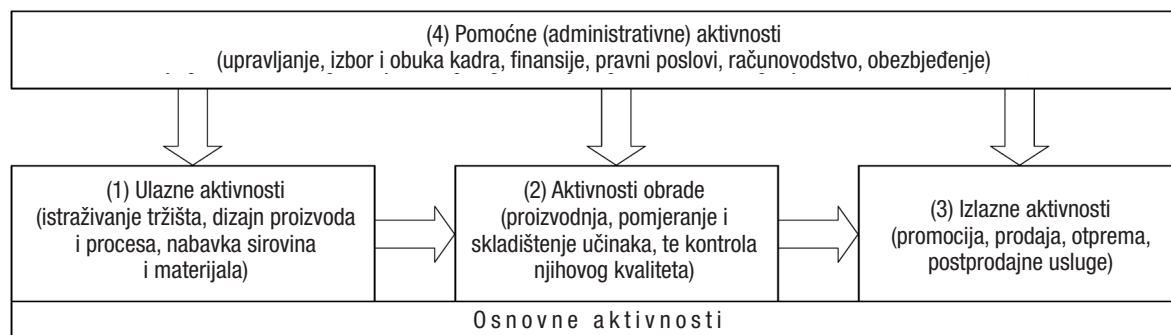 (4) Pomoćne (administrativne) aktivnosti
(upravljanje, izbor i obuka kadra, finansije, pravni poslovi, računovodstvo, obezbjeđenje)
(1) Ulazne aktivnosti
(istraživanje tržišta, dizajn proizvoda
i procesa, nabavka sirovina
i materijala)
(2) Aktivnosti obrade
(proizvodnja, pomjeranje i
skladištenje učinaka, te kontrola
njihovog kvaliteta)
(3) Izlazne aktivnosti
(promocija, prodaja, otprema,
postprodajne usluge)
Osnovne aktivnosti